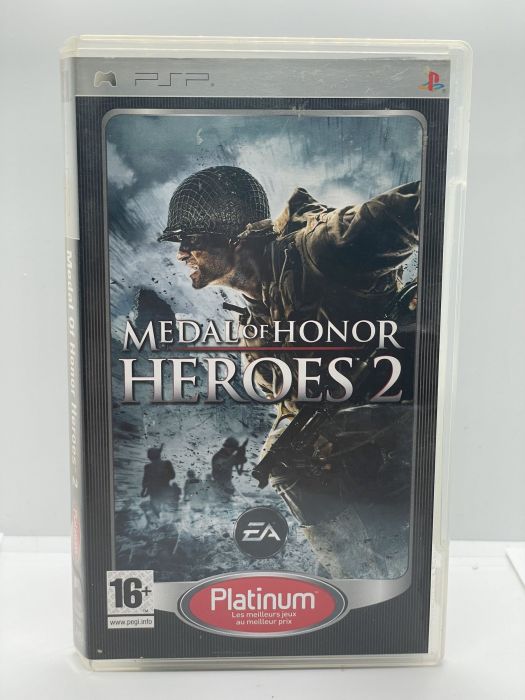 PSP
MEDAL OF HONOR
HEROES 2
Medal Of Honor Heroes 2
EA
16+
www.pegi.info
Platinum™
Les meilleurs jeux
au meilleur prix